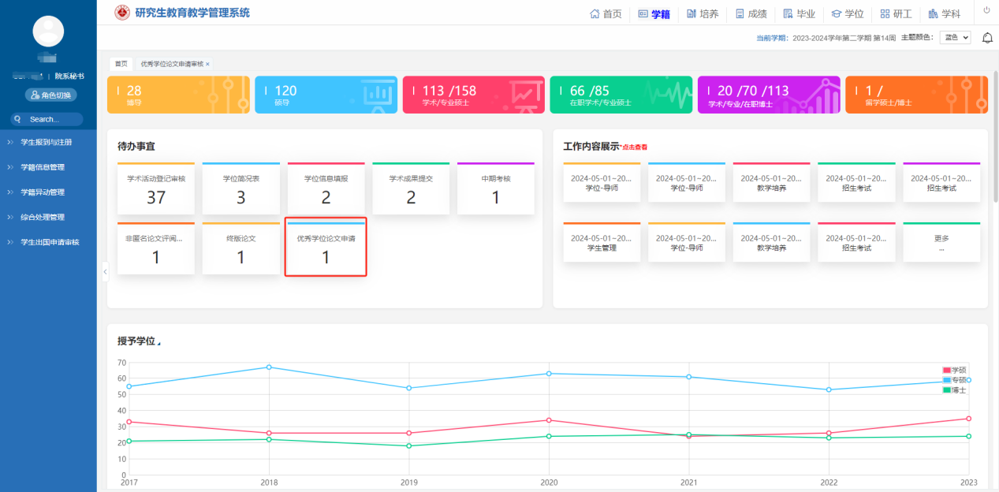 研究生教育教学管理系统
首页
学籍
培养
成绩
毕业
学位
研工
学科
当前学期：2023-2024学年第二学期 第14周 主题颜色： 蓝色
| 院系秘书
角色切换
Search...
学生报到与注册
学籍信息管理
学籍异动管理
综合处理管理
学生出国申请审核
首页 优秀学位论文申请审核 ×
28
博导
120
硕导
113 /158
学术/专业硕士
66 /85
在职学术/专业硕士
20 /70 /113
学术/专业/在职博士
1 /
留学硕士/博士
待办事宜
学术活动登记审核
37
学位简况表
3
学位信息填报
2
学术成果提交
2
中期考核
1
非匿名论文评阅...
1
终版论文
1
优秀学位论文申请
1
工作内容展示*点击查看
2024-05-01~20...
学位-导师
2024-05-01~20...
学位-导师
2024-05-01~20...
教学培养
2024-05-01~20...
招生考试
2024-05-01~20...
招生考试
2024-05-01~20...
学生管理
2024-05-01~20...
学位-导师
2024-05-01~20...
教学培养
2024-05-01~20...
招生考试
更多
...
授予学位
学硕
专硕
博士
70
60
50
40
30
20
10
0
2017 2018 2019 2020 2021 2022 2023